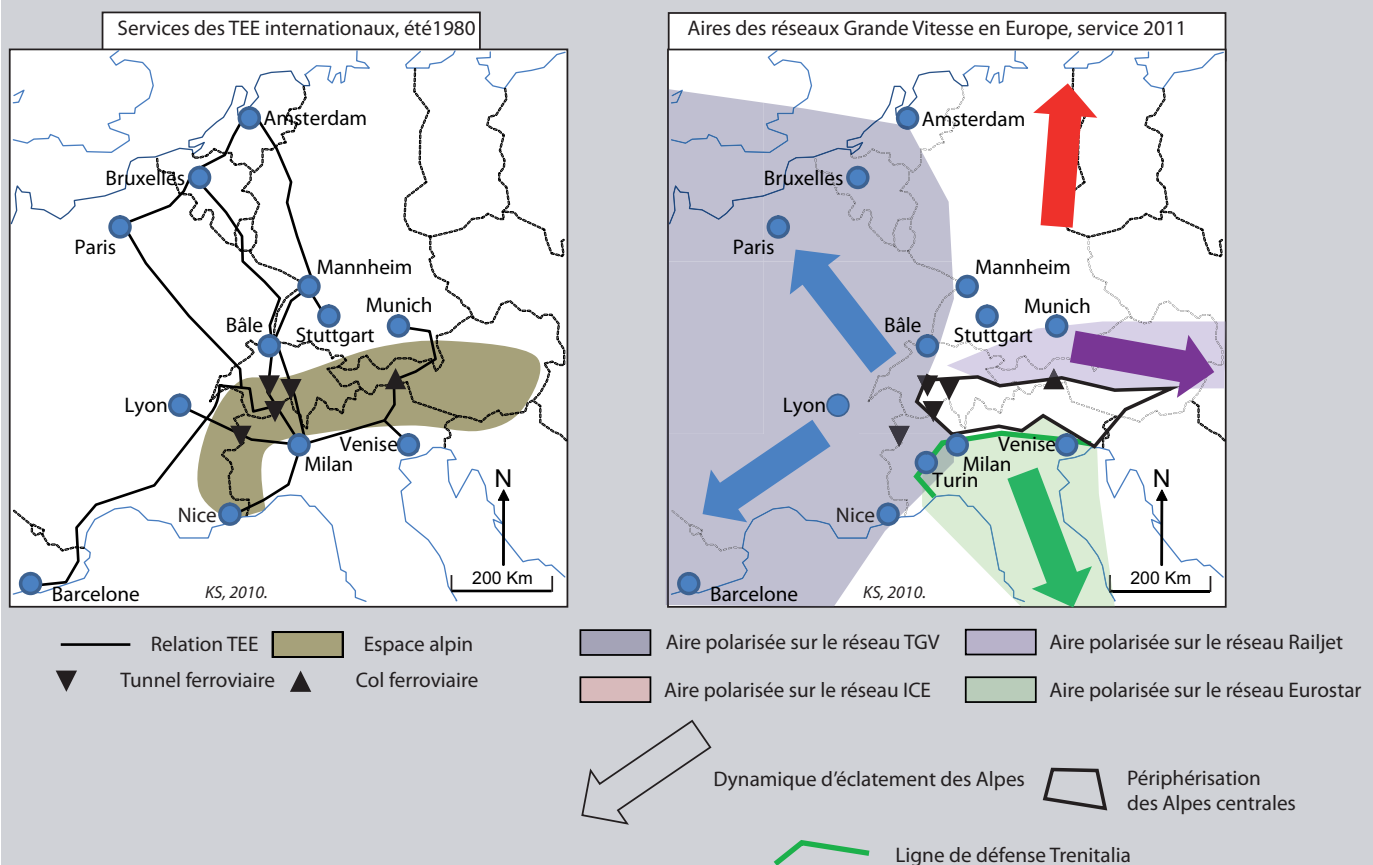 Services des TEE internationaux, été1980
Amsterdam
Bruxelles
Paris
Mannheim
Munich
Stuttgart
Bâle
Lyon
Venise
Milan
Nice
N
Barcelone
KS, 2010.
200 Km
Relation TEE
Espace alpin
Tunnel ferroviaire
Col ferroviaire
Aires des réseaux Grande Vitesse en Europe, service 2011
Amsterdam
Bruxelles
Paris
Mannheim
Munich
Stuttgart
Bâle
Lyon
Venise
Milan
Turin
Nice
N
Barcelone
KS, 2010.
200 Km
Aire polarisée sur le réseau TGV
Aire polarisée sur le réseau Railjet
Aire polarisée sur le réseau ICE
Aire polarisée sur le réseau Eurostar
Dynamique d'éclatement des Alpes
Périphérisation
des Alpes centrales
Ligne de défense Trenitalia